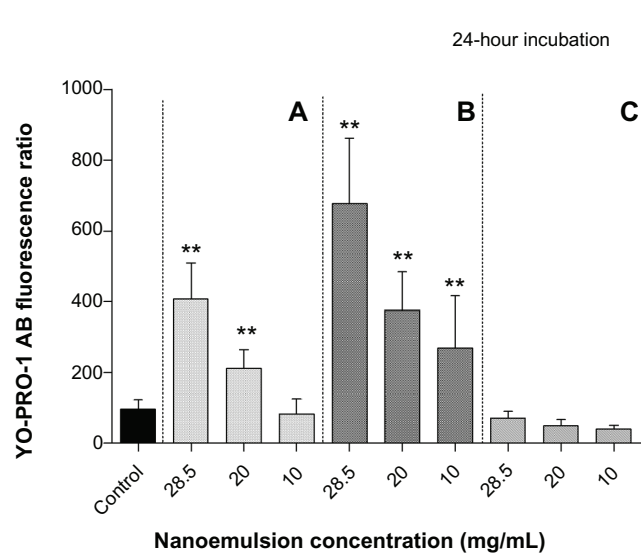 24-hour incubation
YO-PRO-1 AB fluorescence ratio
1000
800
600
400
200
0
A
B
C
**
**
**
**
**
Control
28.5
20
10
28.5
20
10
28.5
20
10
Nanoemulsion concentration (mg/mL)